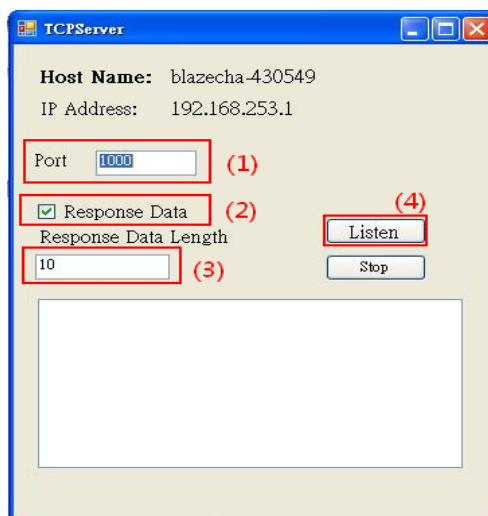 TCPServer
Host Name: blazecha-430549
IP Address: 192.168.253.1
Port 1000 (1)
Response Data (2)
(4)
Response Data Length
Listen
10 (3)
Stop